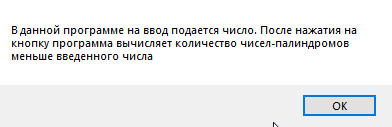 В данной программе на ввод подается число. После нажатия на
кнопку программа вычисляет количество чисел-палиндромов
меньше введенного числа
OK